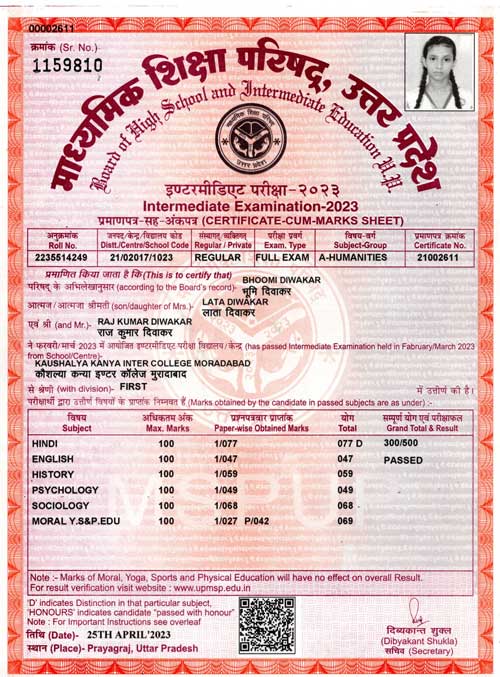 00002611
क्रमांक (Sr. No.)-
1159810
माध्यमिक शिक्षा परिषद्, उत्तर प्रदेश
Board of High School and Intermediate Education U.P.
माध्यमिक शिक्षा परिषद्
उत्तर प्रदेश
इण्टरमीडिएट परीक्षा-२०२३
Intermediate Examination-2023
प्रमाणपत्र-सह-अंकपत्र (CERTIFICATE-CUM-MARKS SHEET)
अनुक्रमांक जनपद/केन्द्र/विद्यालय कोड संस्थागत/व्यक्तिगत परीक्षा प्रवर्ग विषय-वर्ग प्रमाणपत्र क्रमांक
Roll No. Distt./Centre/School Code Regular / Private Exam. Type Subject-Group Certificate No.
2235514249 21/02017/1023 REGULAR FULL EXAM A-HUMANITIES 21002611
प्रमाणित किया जाता है कि (This is to certify that) BHOOMI DIWAKAR
परिषद् के अभिलेखानुसार (according to the Board's record)- भूमि दिवाकर
आत्मज/आत्मजा श्रीमती (son/daughter of Mrs.)- LATA DIWAKAR
लाता दिवाकर
एवं श्री (and Mr.)- RAJ KUMAR DIWAKAR
राज कुमार दिवाकर
ने फरवरी/मार्च 2023 में आयोजित इण्टरमीडिएट परीक्षा विद्यालय/केन्द्र (has passed Intermediate Examination held in Fabruary/March 2023
from School/Centre)-
KAUSHALYA KANYA INTER COLLEGE MORADABAD
कौशल्या कन्या इण्टर कॉलेज मुरादाबाद
से श्रेणी (with division)- FIRST में उत्तीर्ण की है।
परीक्षार्थी द्वारा उत्तीर्ण विषयों के प्राप्तांक निम्नवत हैं (Marks obtained by the candidate in passed subjects are as under) :-
विषय अधिकतम अंक प्रश्नपत्रवार प्राप्तांक योग सम्पूर्ण योग एवं परीक्षाफल
Subject Max. Marks Paper-wise Obtained Marks Total Grand Total & Result
HINDI 100 1/077 077 D 300/500
ENGLISH 100 1/047 047 PASSED
HISTORY 100 1/059 059
PSYCHOLOGY 100 1/049 049
SOCIOLOGY 100 1/068 068
MORAL Y.S&P.EDU 100 1/027 P/042 069
MSPUP
Note :- Marks of Moral, Yoga, Sports and Physical Education will have no effect on overall Result.
For result verification visit website : www.upmsp.edu.in
'D' indicates Distinction in that particular subject,
'HONOURS' indicates candidate "passed with honour"
Note : For Important Instructions see overleaf
तिथि (Date)- 25TH APRIL'2023
स्थान (Place)- Prayagraj, Uttar Pradesh
दिब्यकान्त शुक्ल
(Dibyakant Shukla)
सचिव (Secretary)